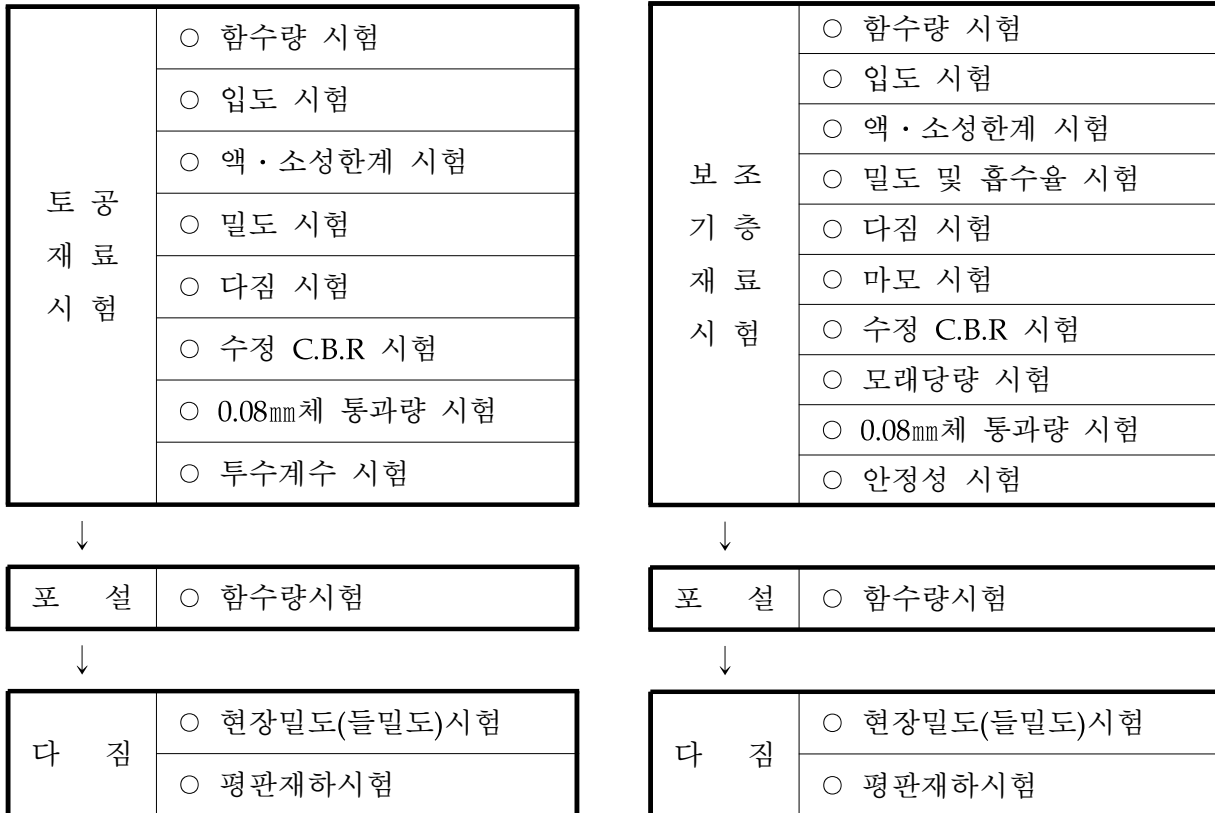 토 공
재 료
시 험
○ 함수량 시험
○ 입도 시험
○ 액·소성한계 시험
○ 밀도 시험
○ 다짐 시험
○ 수정 C.B.R 시험
○ 0.08㎜체 통과량 시험
○ 투수계수 시험
↓
포 설
○ 함수량시험
↓
다 짐
○ 현장밀도(들밀도)시험
○ 평판재하시험
보 조
기 층
재 료
시 험
○ 함수량 시험
○ 입도 시험
○ 액·소성한계 시험
○ 밀도 및 흡수율 시험
○ 다짐 시험
○ 마모 시험
○ 수정 C.B.R 시험
○ 모래당량 시험
○ 0.08㎜체 통과량 시험
○ 안정성 시험
↓
포 설
○ 함수량시험
↓
다 짐
○ 현장밀도(들밀도)시험
○ 평판재하시험